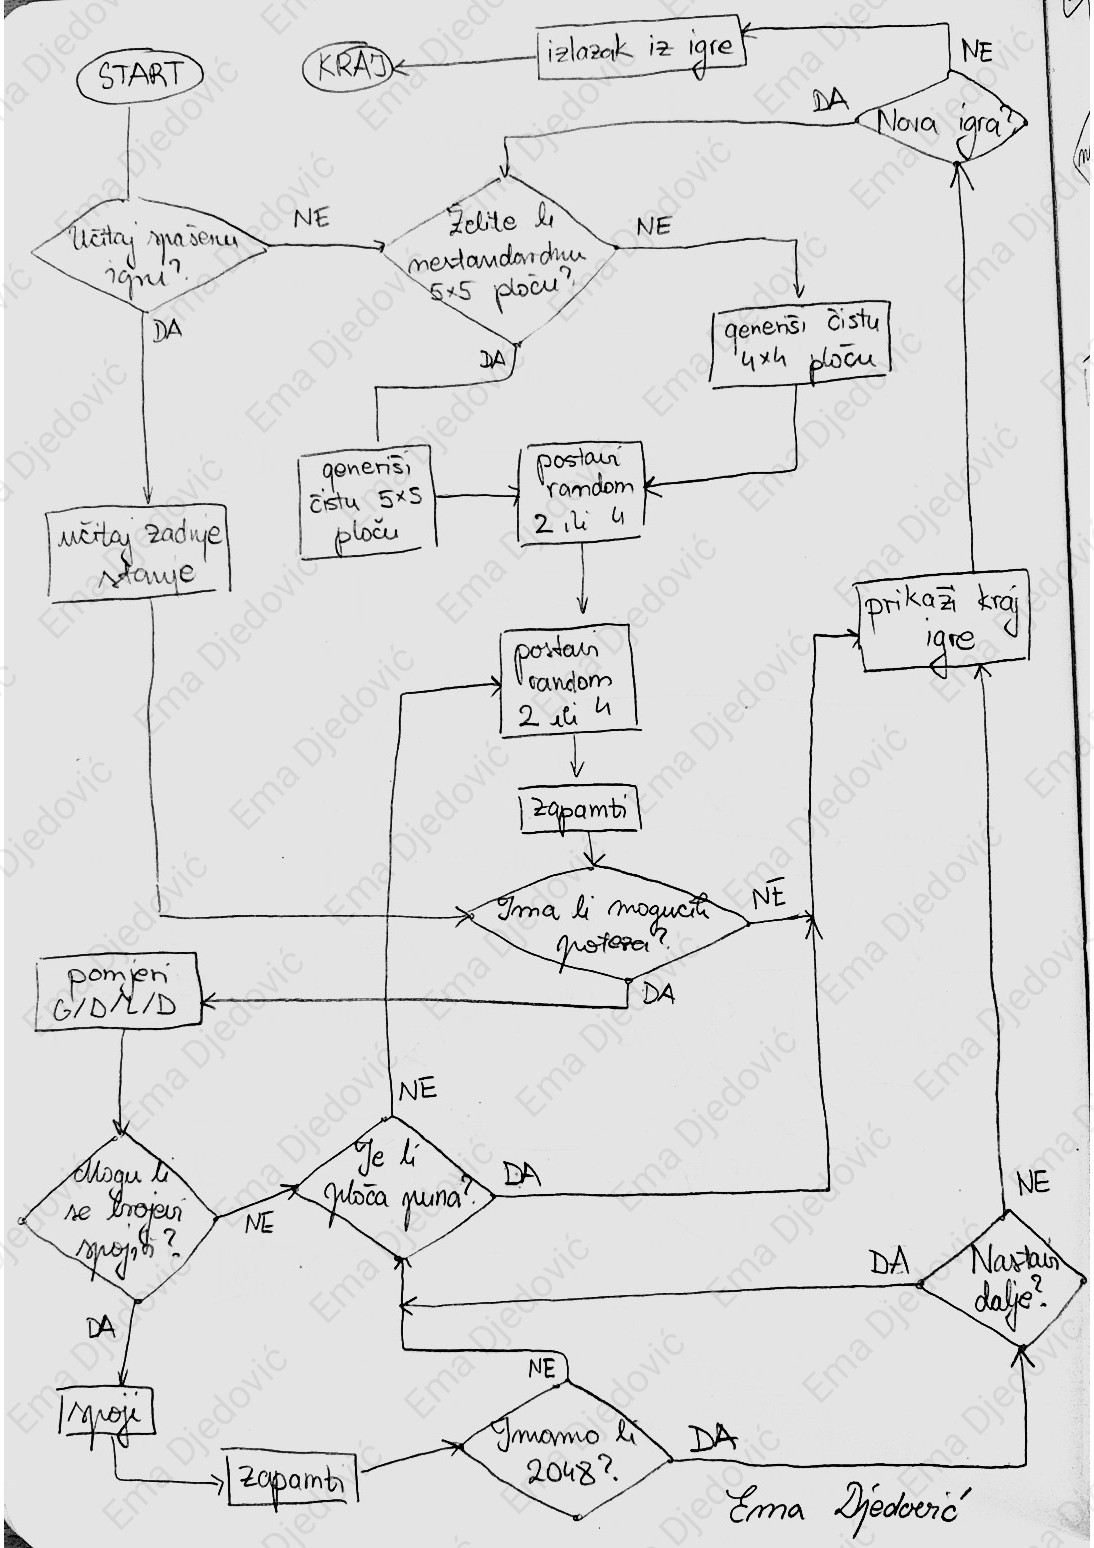 START
KRAJ
izlazak iz igre
NE
DA
Nova igra?
Učitaj spašenu
igru?
NE
DA
Želite li
nestandardnu
5×5 ploču?
NE
DA
generiši čistu
4×4 ploču
generiši
čistu 5×5
ploču
postavi
random
2 ili 4
učitaj zadnje
stanje
postavi
random
2 ili 4
prikaži kraj
igre
zapamti
Ima li mogućih
poteza?
NE
DA
pomjeri
G/D/L/D
NE
Mogu li
se brojevi
spojiti?
NE
DA
Je li
ploča puna?
DA
NE
Nastavi
dalje?
DA
spoji
zapamti
NE
Imamo li
2048?
DA
Ema Djedović